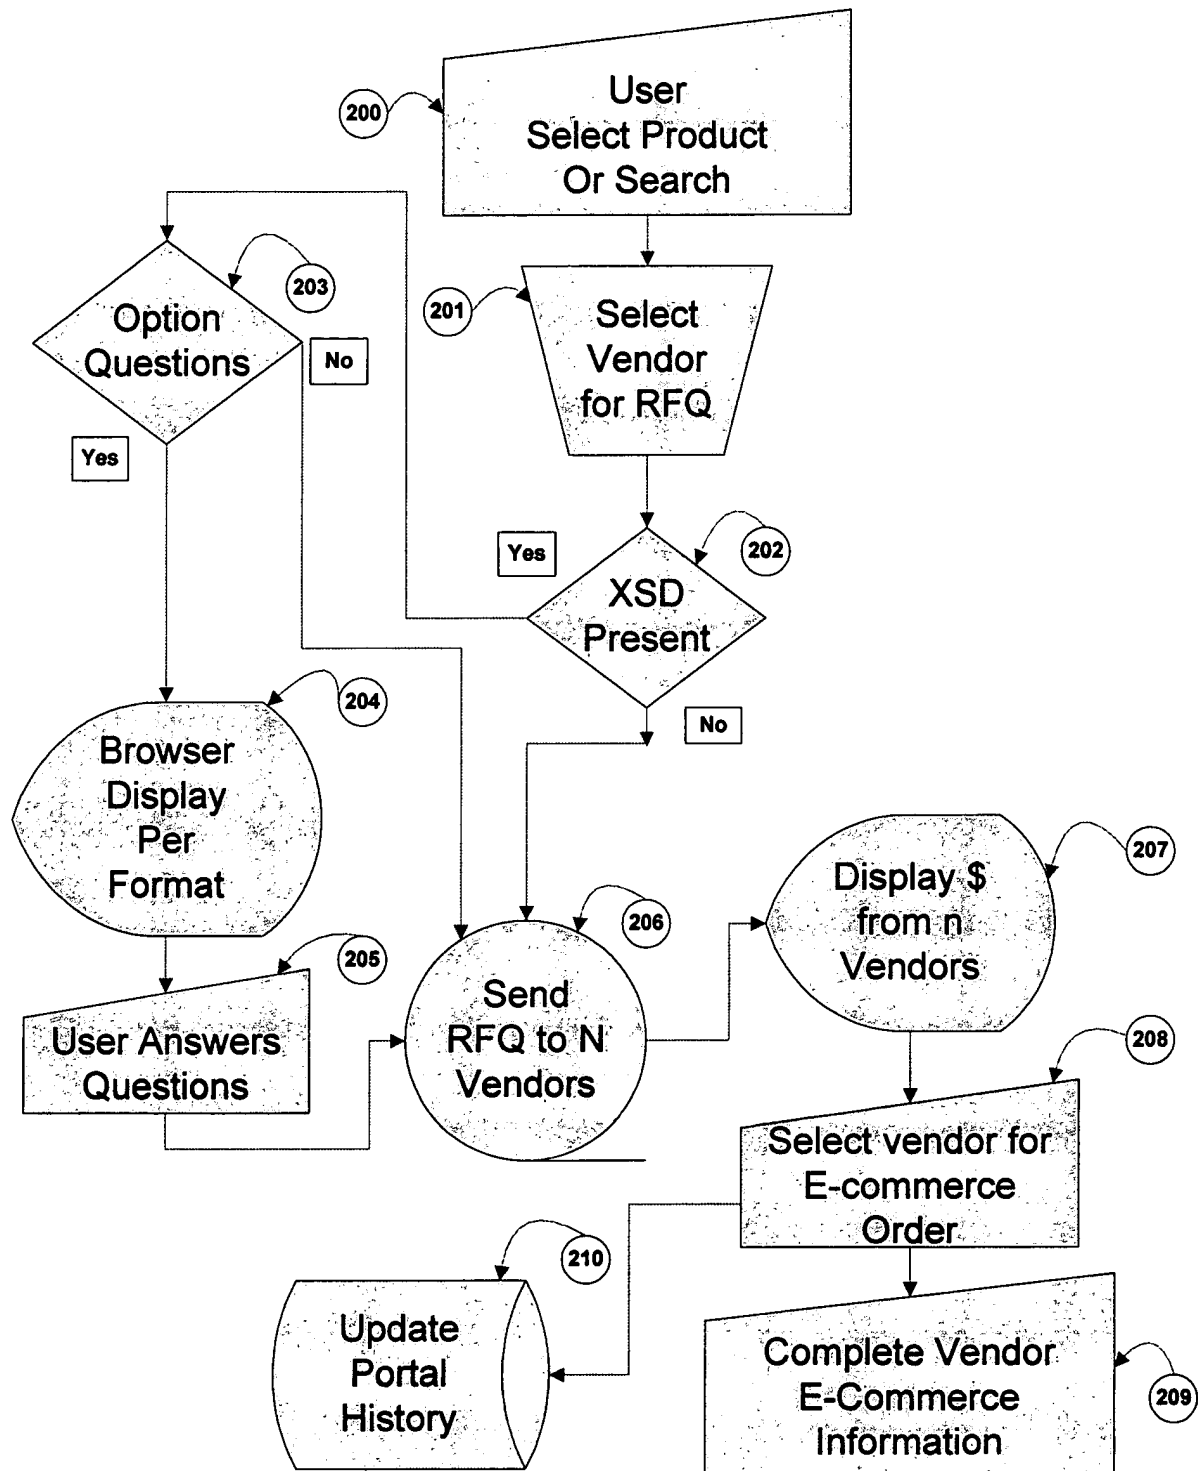 200
User
Select Product
Or Search
203
Option
Questions
No
Yes
201
Select
Vendor
for RFQ
Yes
202
XSD
Present
No
204
Browser
Display
Per
Format
205
User Answers
Questions
206
Send
RFQ to N
Vendors
207
Display $
from n
Vendors
208
Select vendor for
E-commerce
Order
210
Update
Portal
History
209
Complete Vendor
E-Commerce
Information